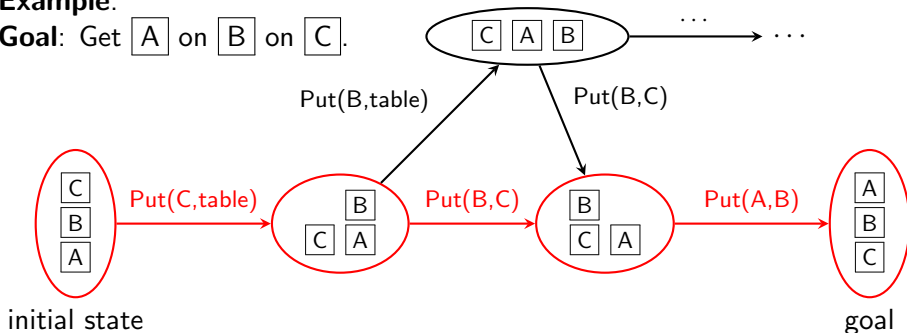 Example:
Goal: Get A on B on C.
C A B
...
...
Put(B,table)
Put(B,C)
C
B
A
Put(C,table)
B
C A
Put(B,C)
B
C A
Put(A,B)
A
B
C
initial state
goal